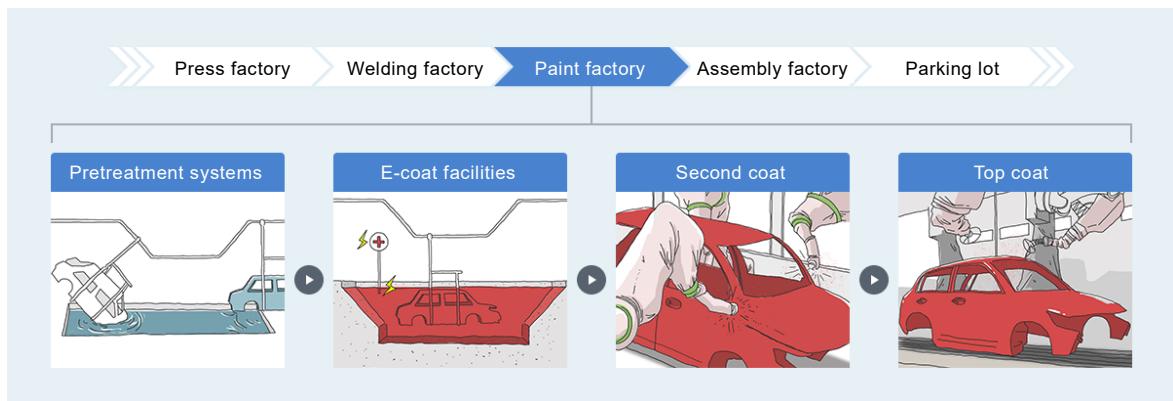 Press factory
Welding factory
Paint factory
Assembly factory
Parking lot
Pretreatment systems
E-coat facilities
Second coat
Top coat